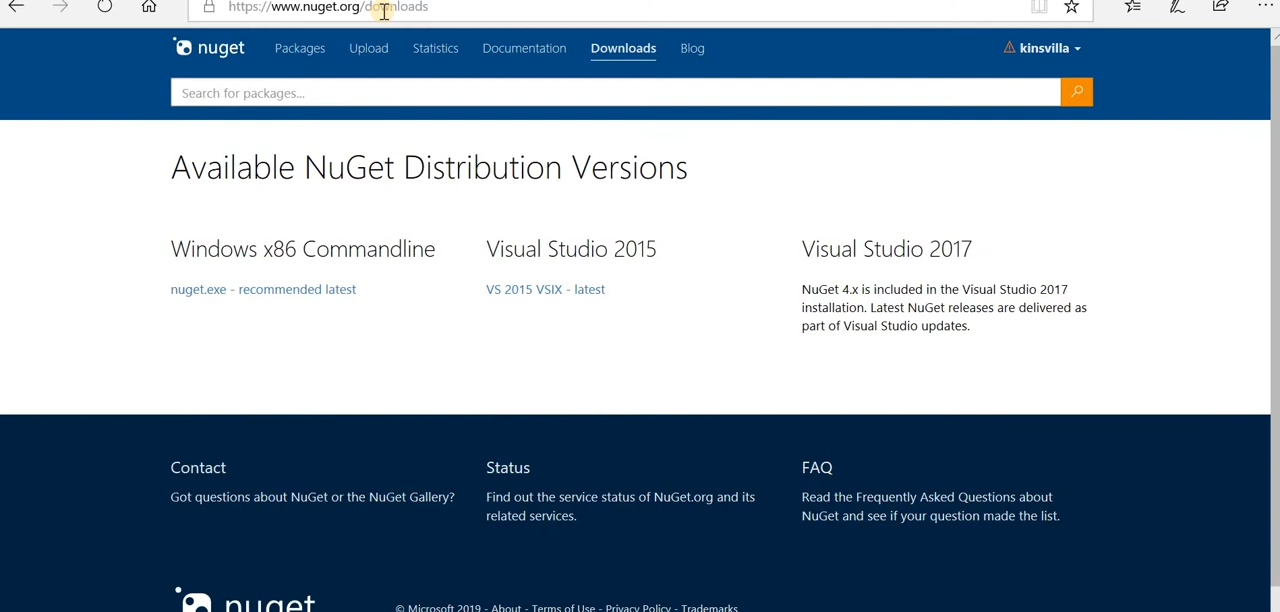 https://www.nuget.org/downloads
nuget Packages Upload Statistics Documentation Downloads Blog kinsvilla
Search for packages...
Available NuGet Distribution Versions
Windows x86 Commandline
nuget.exe - recommended latest
Visual Studio 2015
VS 2015 VSIX - latest
Visual Studio 2017
NuGet 4.x is included in the Visual Studio 2017
installation. Latest NuGet releases are delivered as
part of Visual Studio updates.
Contact
Got questions about NuGet or the NuGet Gallery?
Status
Find out the service status of NuGet.org and its
related services.
FAQ
Read the Frequently Asked Questions about
NuGet and see if your question made the list.
nuget
© Microsoft 2019 - About - Terms of Use - Privacy Policy - Trademarks